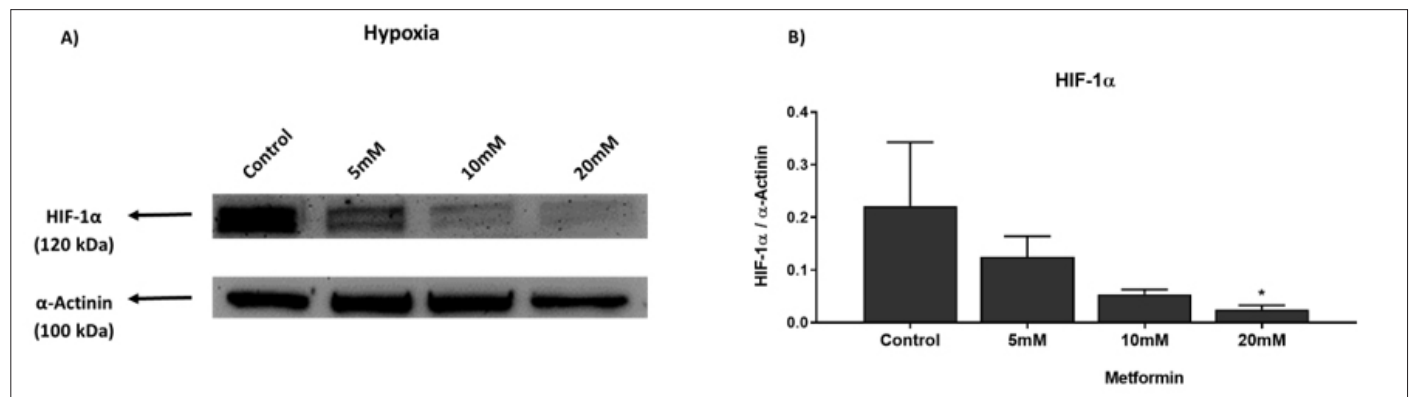 A)
Hypoxia
Control
5mM
10mM
20mM
HIF-1α
(120 kDa)
α-Actinin
(100 kDa)
B)
HIF-1α
HIF-1α / α-Actinin
0.4
0.3
0.2
0.1
0.0
*
Control 5mM 10mM 20mM
Metformin